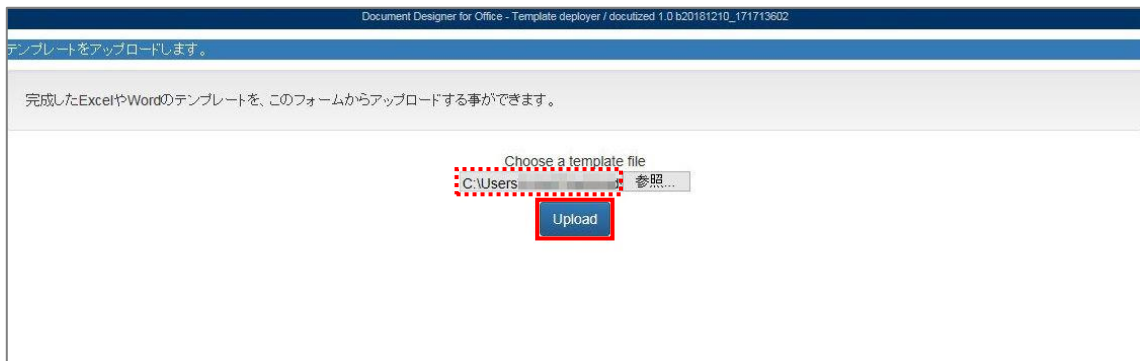 Document Designer for Office - Template deployer / docutized 1.0 b20181210_171713602
テンプレートをアップロードします。
完成したExcelやWordのテンプレートを、このフォームからアップロードする事ができます。
Choose a template file
C:\Users
参照...
Upload